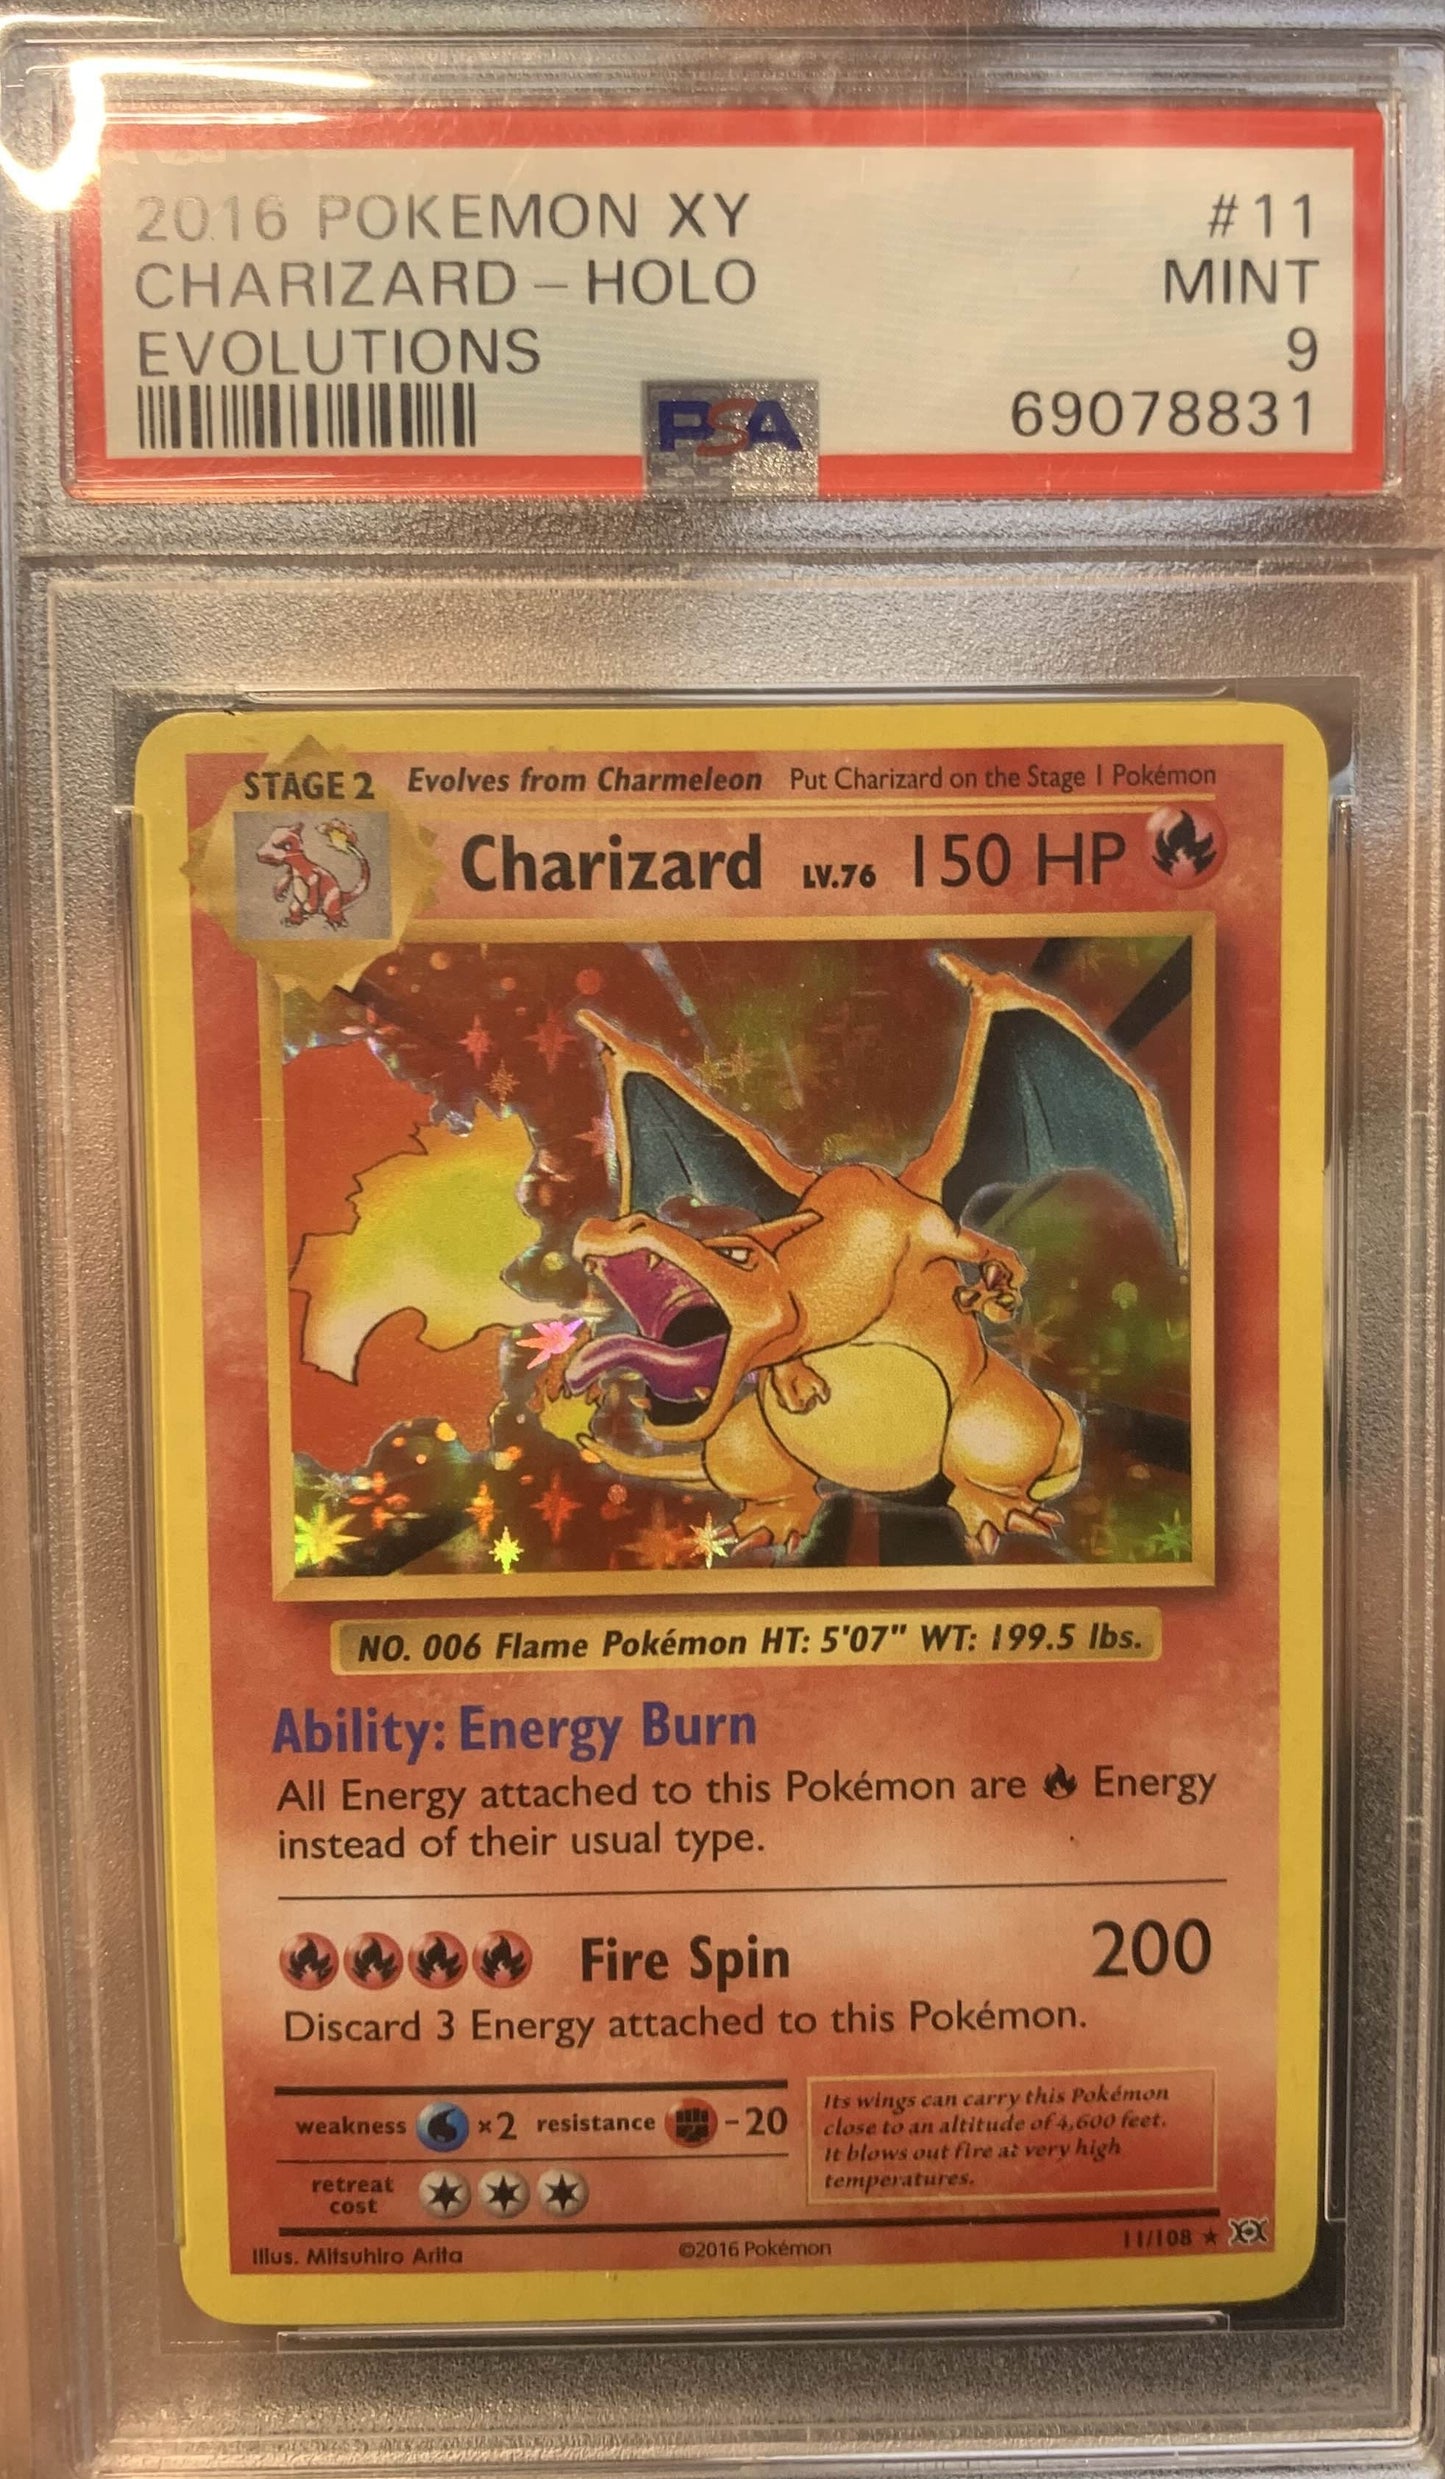 2016 POKEMON XY #11
CHARIZARD – HOLO MINT
EVOLUTIONS 9
PSA 69078831
STAGE 2 Evolves from Charmeleon Put Charizard on the Stage 1 Pokémon
Charizard LV.76 150 HP
NO. 006 Flame Pokémon HT: 5'07" WT: 199.5 lbs.
Ability: Energy Burn
All Energy attached to this Pokémon are Energy
instead of their usual type.
Fire Spin 200
Discard 3 Energy attached to this Pokémon.
weakness ×2 resistance -20
retreat
cost
Its wings can carry this Pokémon
close to an altitude of 4,600 feet.
It blows out fire at very high
temperatures.
11/108 ★ XY
Illus. Mitsuhiro Arita ©2016 Pokémon